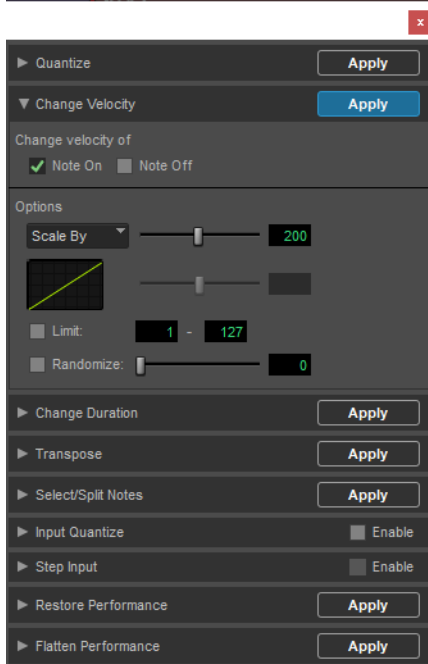 x
Quantize Apply
Change Velocity Apply
Change velocity of
Note On Note Off
Options
Scale By 200
Limit: 1 - 127
Randomize: 0
Change Duration Apply
Transpose Apply
Select/Split Notes Apply
Input Quantize Enable
Step Input Enable
Restore Performance Apply
Flatten Performance Apply